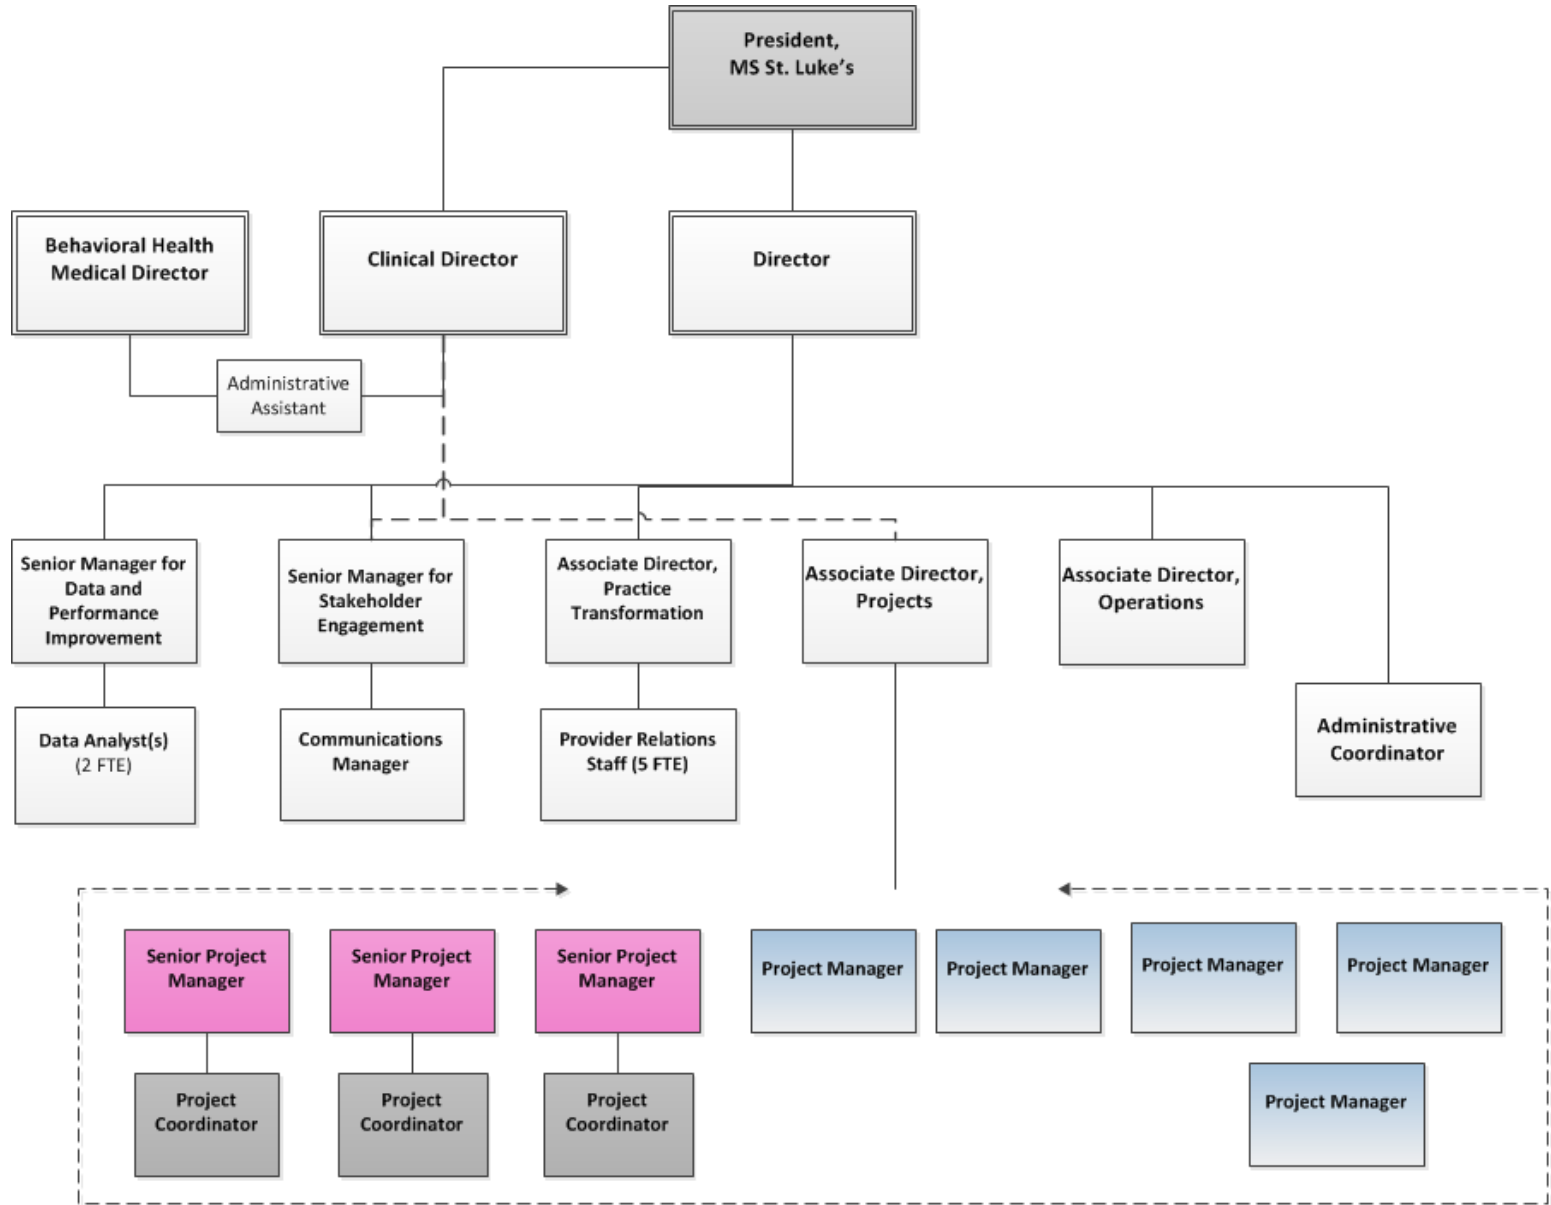 President,
MS St. Luke's
Behavioral Health
Medical Director
Clinical Director
Director
Administrative
Assistant
Senior Manager for
Data and
Performance
Improvement
Senior Manager for
Stakeholder
Engagement
Associate Director,
Practice
Transformation
Associate Director,
Projects
Associate Director,
Operations
Administrative
Coordinator
Data Analyst(s)
(2 FTE)
Communications
Manager
Provider Relations
Staff (5 FTE)
Senior Project
Manager
Senior Project
Manager
Senior Project
Manager
Project Manager
Project Manager
Project Manager
Project Manager
Project
Coordinator
Project
Coordinator
Project
Coordinator
Project Manager